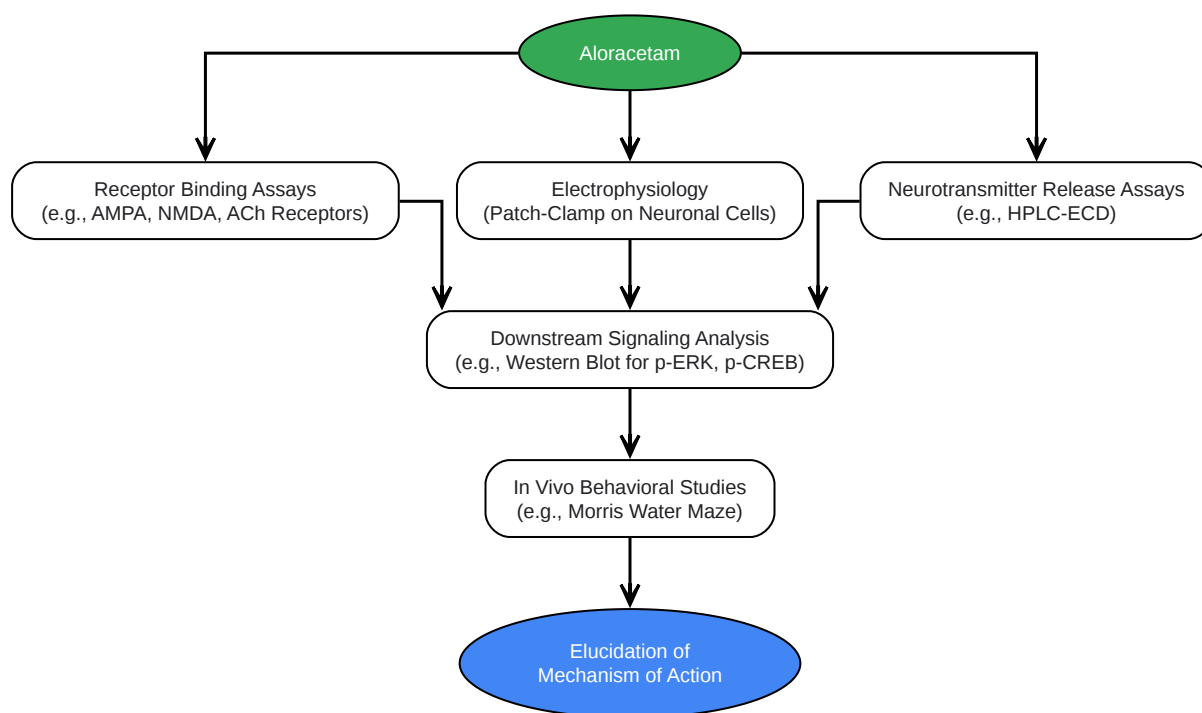 Aloracetam
Receptor Binding Assays
(e.g., AMPA, NMDA, ACh Receptors)
Electrophysiology
(Patch-Clamp on Neuronal Cells)
Neurotransmitter Release Assays
(e.g., HPLC-ECD)
Downstream Signaling Analysis
(e.g., Western Blot for p-ERK, p-CREB)
In Vivo Behavioral Studies
(e.g., Morris Water Maze)
Elucidation of
Mechanism of Action